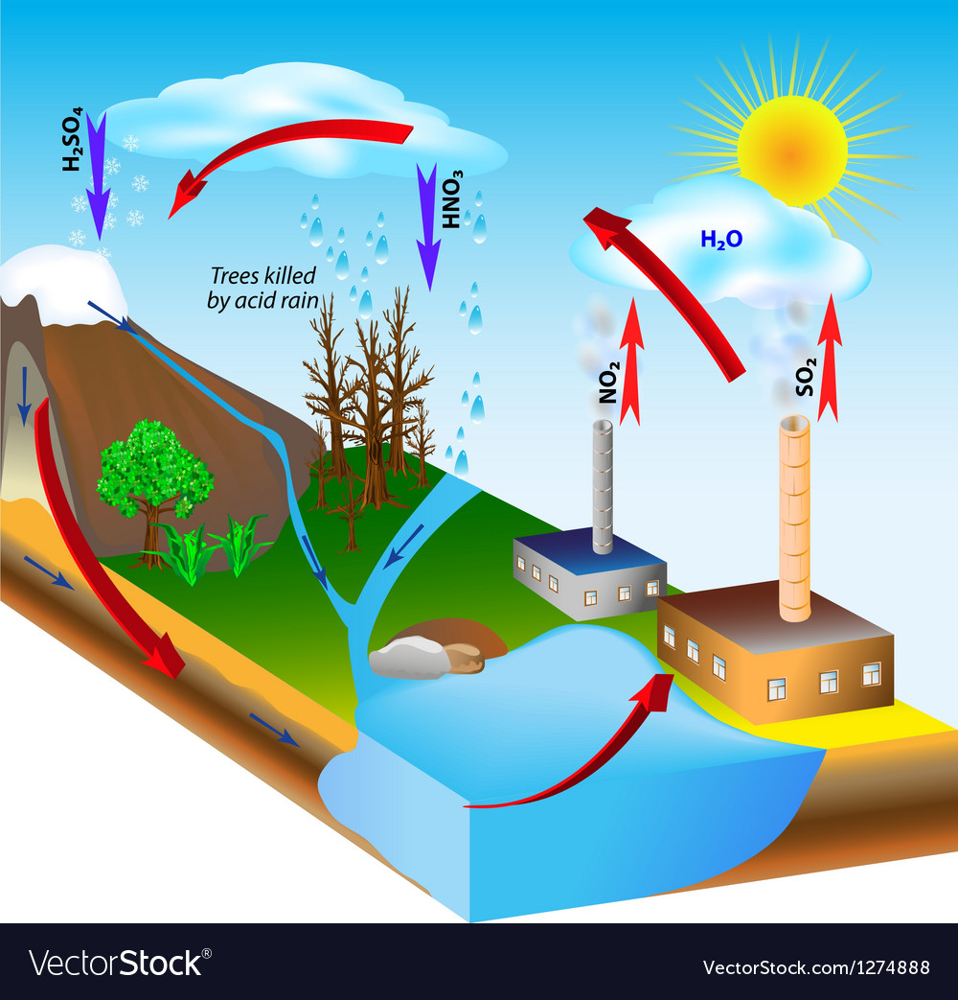 H₂SO₄
HNO₃
H₂O
Trees killed
by acid rain
NO₂
SO₂
VectorStock®
VectorStock.com/1274888